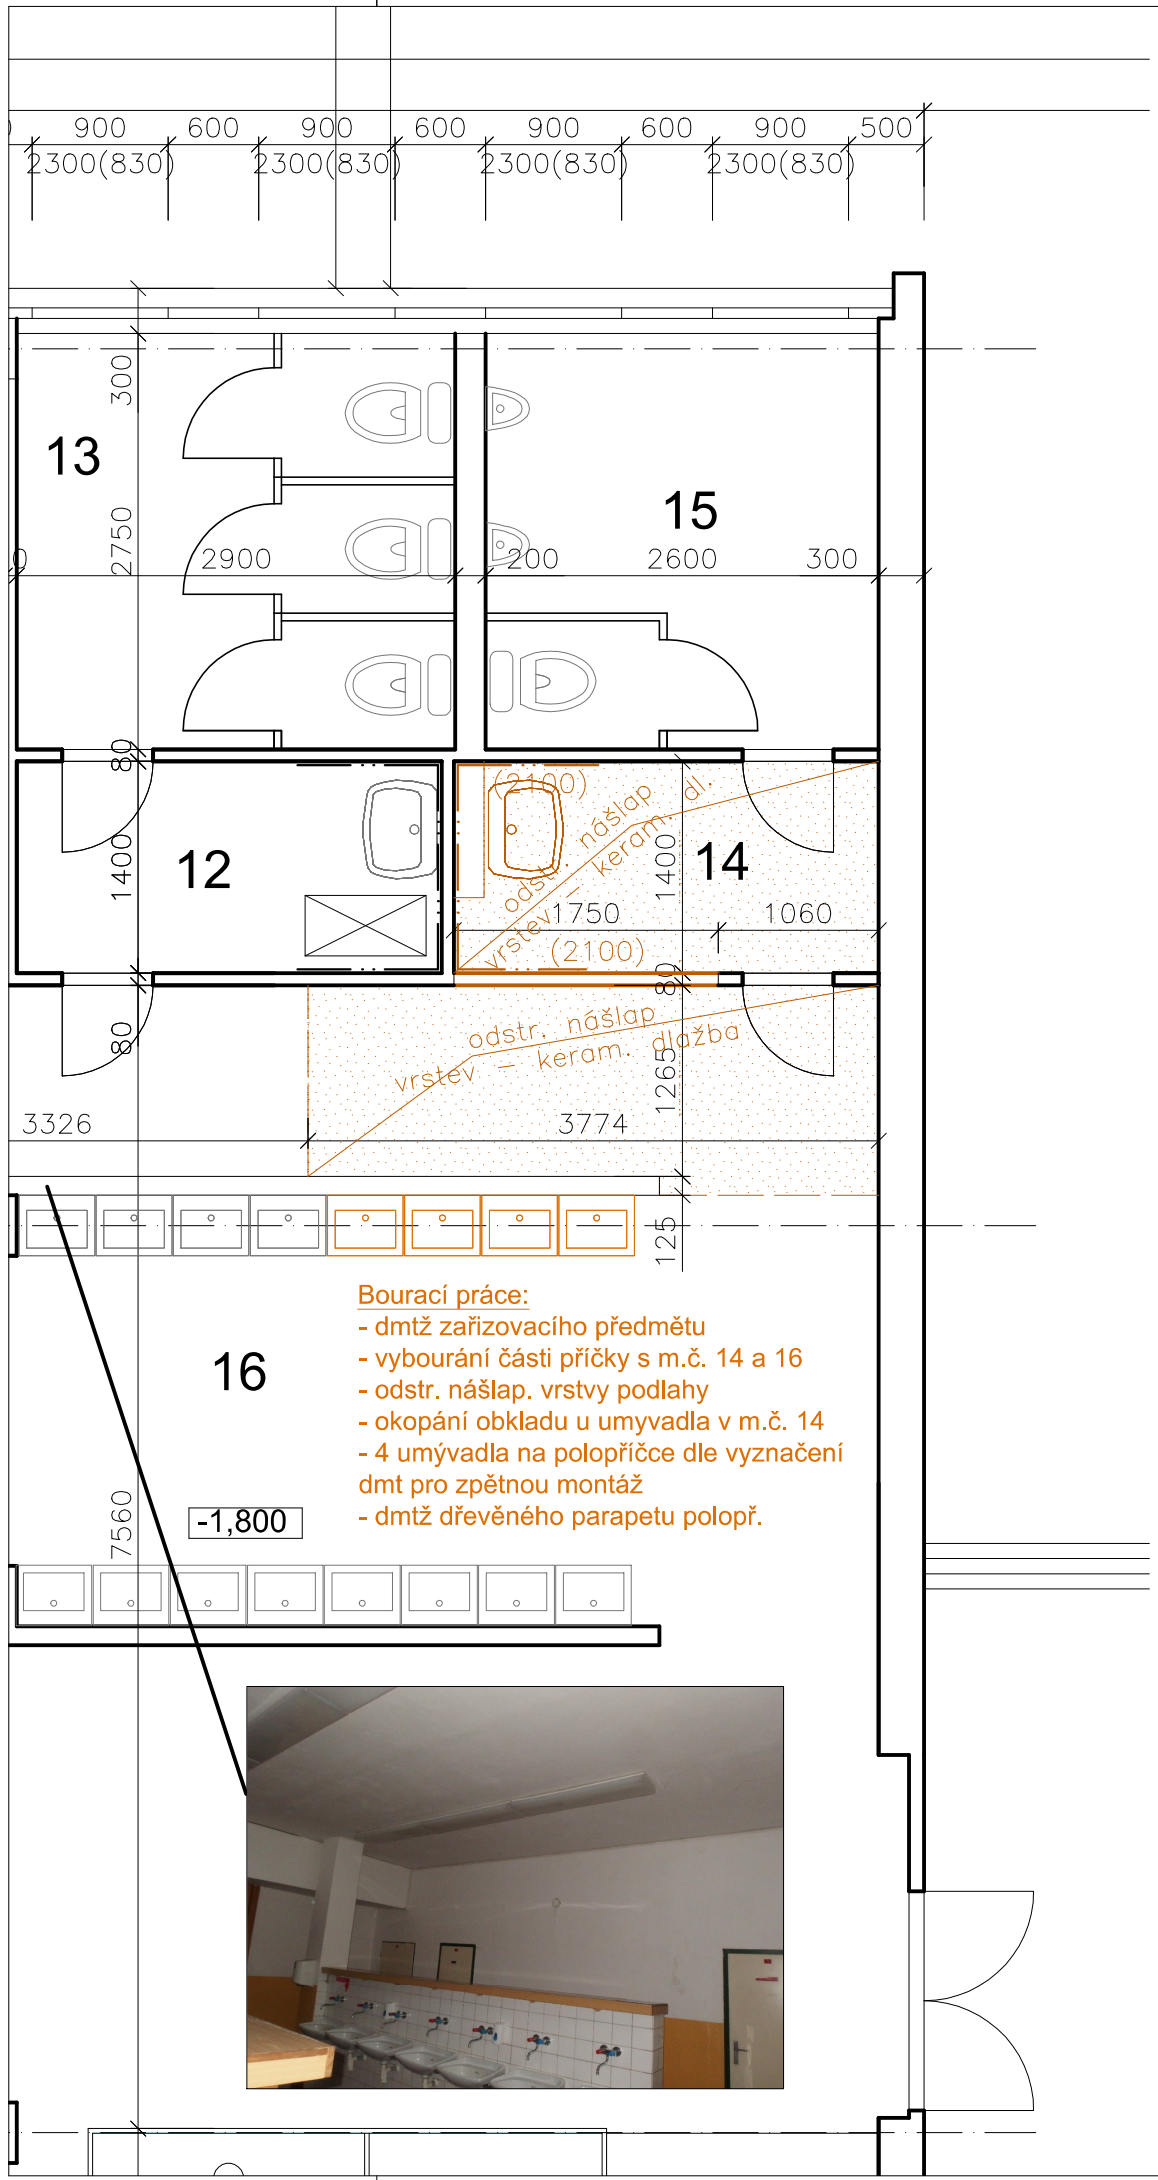 900 600 900 600 900 600 900 500
2300(830) 2300(830) 2300(830) 2300(830)
300
13
15
2750
0 2900 200 2600 300
80
(2100)
odstr. nášlap
vrstev – keram. dl.
12
1400
14
1400
1750 1060
(2100)
80
80
odstr. nášlap
vrstev – keram. dlažba
1265
3326 3774
125
Bourací práce:
- dmtž zařizovacího předmětu
- vybourání části příčky s m.č. 14 a 16
- odstr. nášlap. vrstvy podlahy
- okopání obkladu u umyvadla v m.č. 14
- 4 umývadla na polopříčce dle vyznačení
dmt pro zpětnou montáž
- dmtž dřevěného parapetu polopř.
16
-1,800
7560